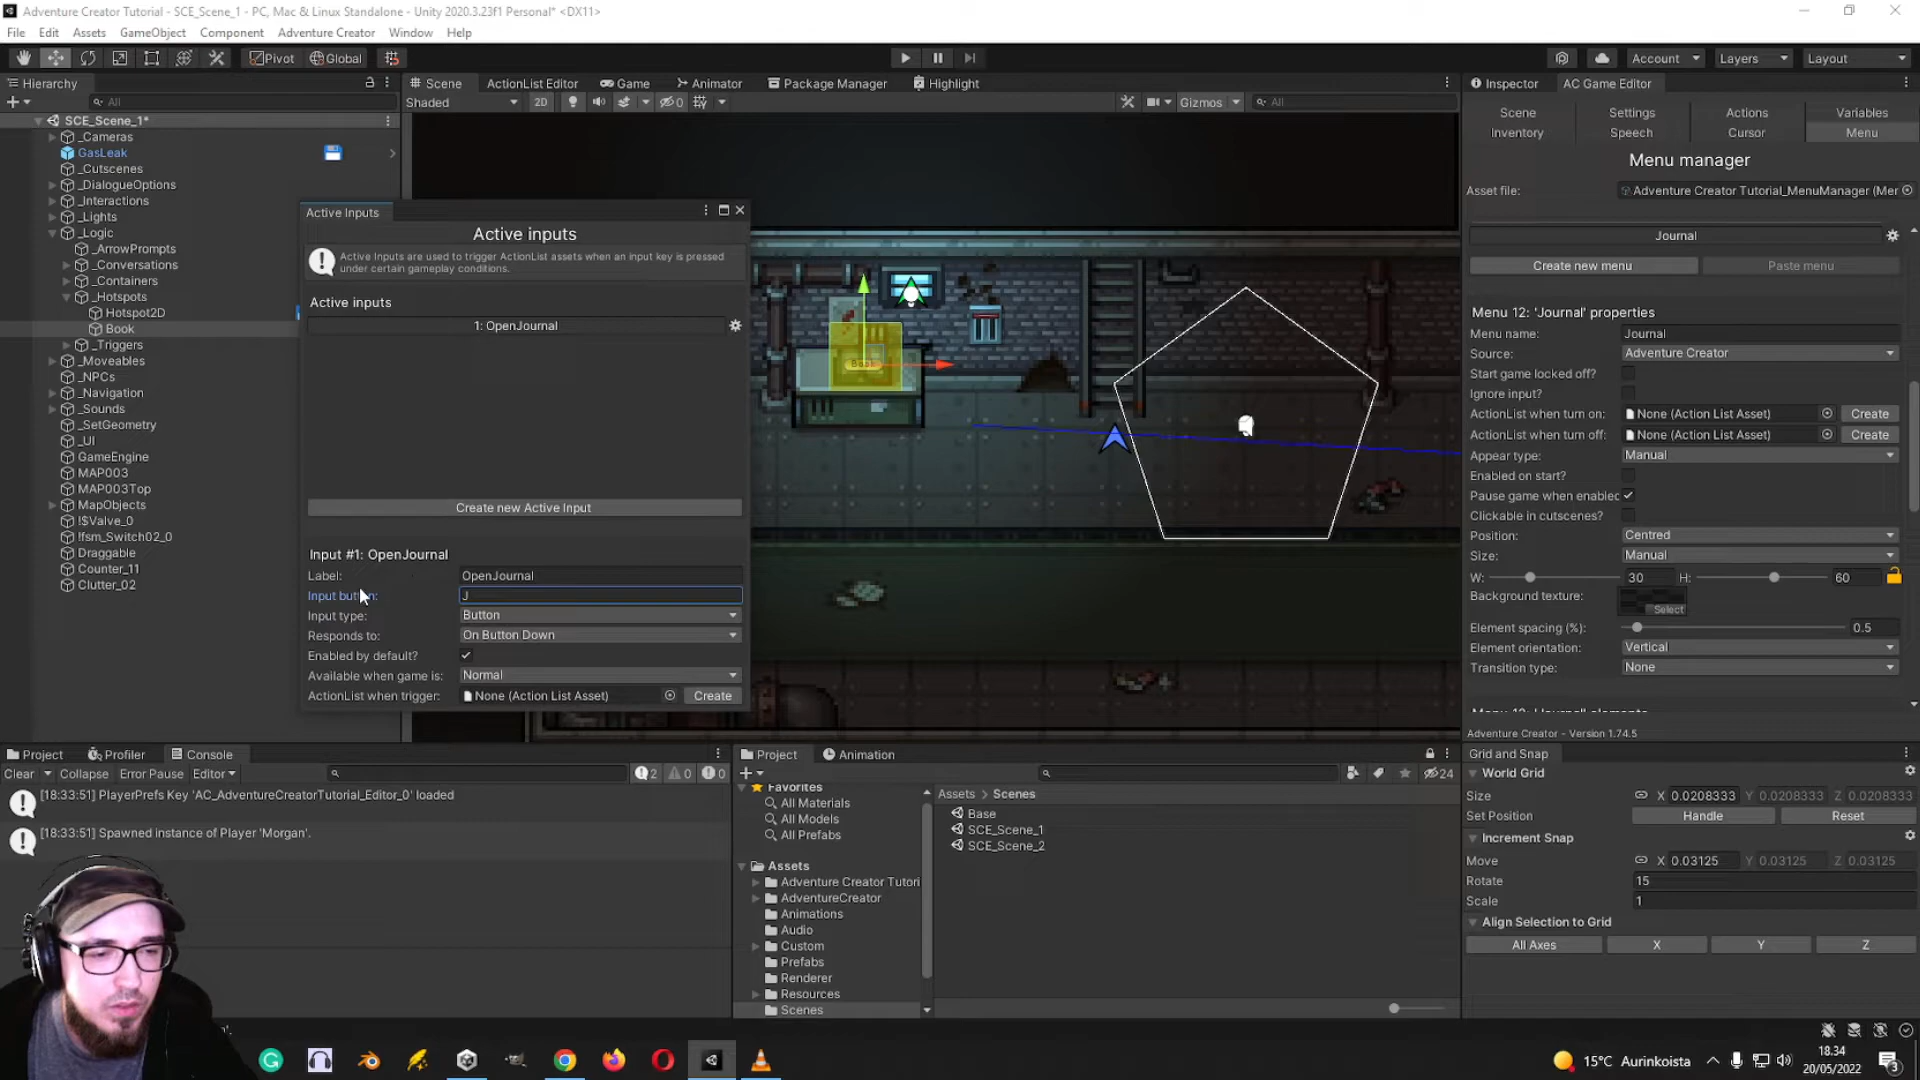 Adventure Creator Tutorial - SCE_Scene_1 - PC, Mac & Linux Standalone - Unity 2020.3.23f1 Personal* <DX11>
File Edit Assets GameObject Component Adventure Creator Window Help
Pivot Global Account Layers Layout
Hierarchy
All
SCE_Scene_1*
_Cameras
GasLeak
_Cutscenes
_DialogueOptions
_Interactions
_Lights
_Logic
_ArrowPrompts
_Conversations
_Containers
_Hotspots
Hotspot2D
Book
_Triggers
_Moveables
_NPCs
_Navigation
_Sounds
_SetGeometry
_UI
GameEngine
MAP003
MAP003Top
MapObjects
!$Valve_0
!fsm_Switch02_0
Draggable
Counter_11
Clutter_02
Scene ActionList Editor Game Animator Package Manager Highlight
Shaded 2D 0 Gizmos All
Active Inputs
Active inputs
Active Inputs are used to trigger ActionList assets when an input key is pressed
under certain gameplay conditions.
Active inputs
1: OpenJournal
Create new Active Input
Input #1: OpenJournal
Label: OpenJournal
Input button: J
Input type: Button
Responds to: On Button Down
Enabled by default?
Available when game is: Normal
ActionList when trigger: None (Action List Asset) Create
Inspector AC Game Editor
Scene Settings Actions Variables
Inventory Speech Cursor Menu
Menu manager
Asset file: Adventure Creator Tutorial_MenuManager (Mer
Journal
Create new menu Paste menu
Menu 12: 'Journal' properties
Menu name: Journal
Source: Adventure Creator
Start game locked off?
Ignore input?
ActionList when turn on: None (Action List Asset) Create
ActionList when turn off: None (Action List Asset) Create
Appear type: Manual
Enabled on start?
Pause game when enabled
Clickable in cutscenes?
Position: Centred
Size: Manual
W: 30 H: 60
Background texture: Select
Element spacing (%): 0.5
Element orientation: Vertical
Transition type: None
Adventure Creator - Version 1.74.5
Project Profiler Console
Clear Collapse Error Pause Editor 2 0 0
[18:33:51] PlayerPrefs Key 'AC_AdventureCreatorTutorial_Editor_0' loaded
[18:33:51] Spawned instance of Player 'Morgan'.
Project Animation
24
Favorites
All Materials
All Models
All Prefabs
Assets
Adventure Creator Tutori
AdventureCreator
Animations
Audio
Custom
Prefabs
Renderer
Resources
Scenes
Assets > Scenes
Base
SCE_Scene_1
SCE_Scene_2
Grid and Snap
World Grid
Size X 0.0208333 Y 0.0208333 Z 0.0208333
Set Position Handle Reset
Increment Snap
Move X 0.03125 Y 0.03125 Z 0.03125
Rotate 15
Scale 1
Align Selection to Grid
All Axes X Y Z
15°C Aurinkoista
18.34
20/05/2022
3